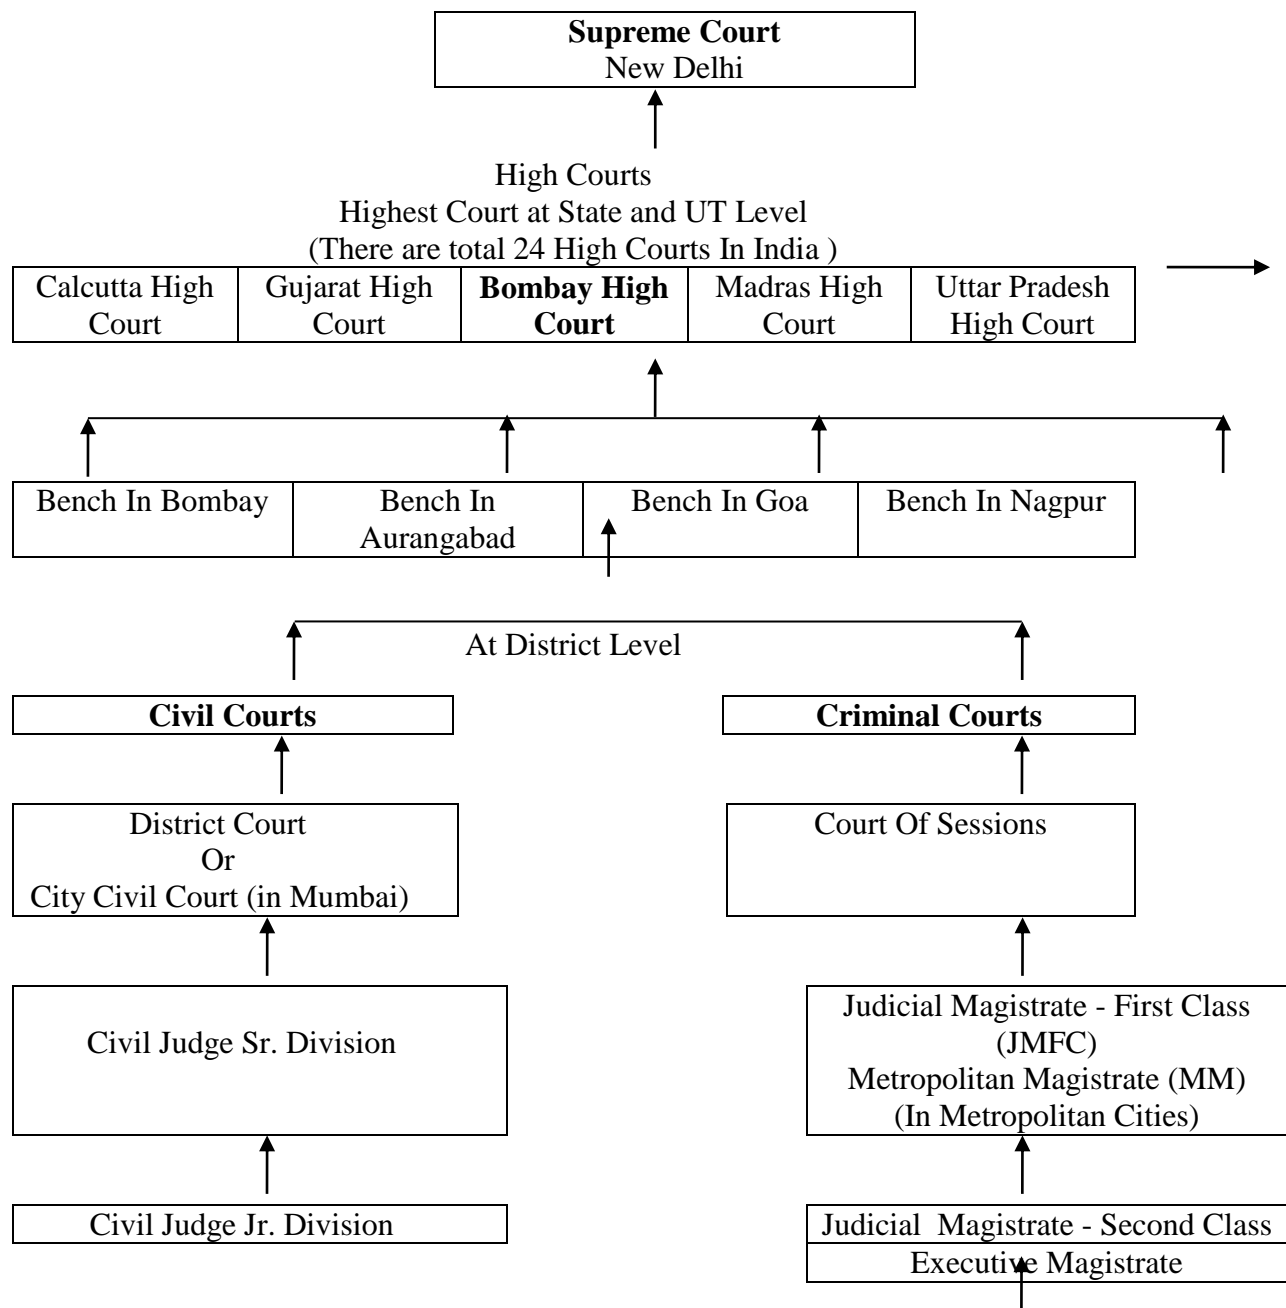 Supreme Court
New Delhi
High Courts
Highest Court at State and UT Level
(There are total 24 High Courts In India )
Calcutta High
Court
Gujarat High
Court
Bombay High
Court
Madras High
Court
Uttar Pradesh
High Court
Bench In Bombay
Bench In
Aurangabad
Bench In Goa
Bench In Nagpur
At District Level
Civil Courts
Criminal Courts
District Court
Or
City Civil Court (in Mumbai)
Court Of Sessions
Civil Judge Sr. Division
Judicial Magistrate - First Class
(JMFC)
Metropolitan Magistrate (MM)
(In Metropolitan Cities)
Civil Judge Jr. Division
Judicial Magistrate - Second Class
Executive Magistrate